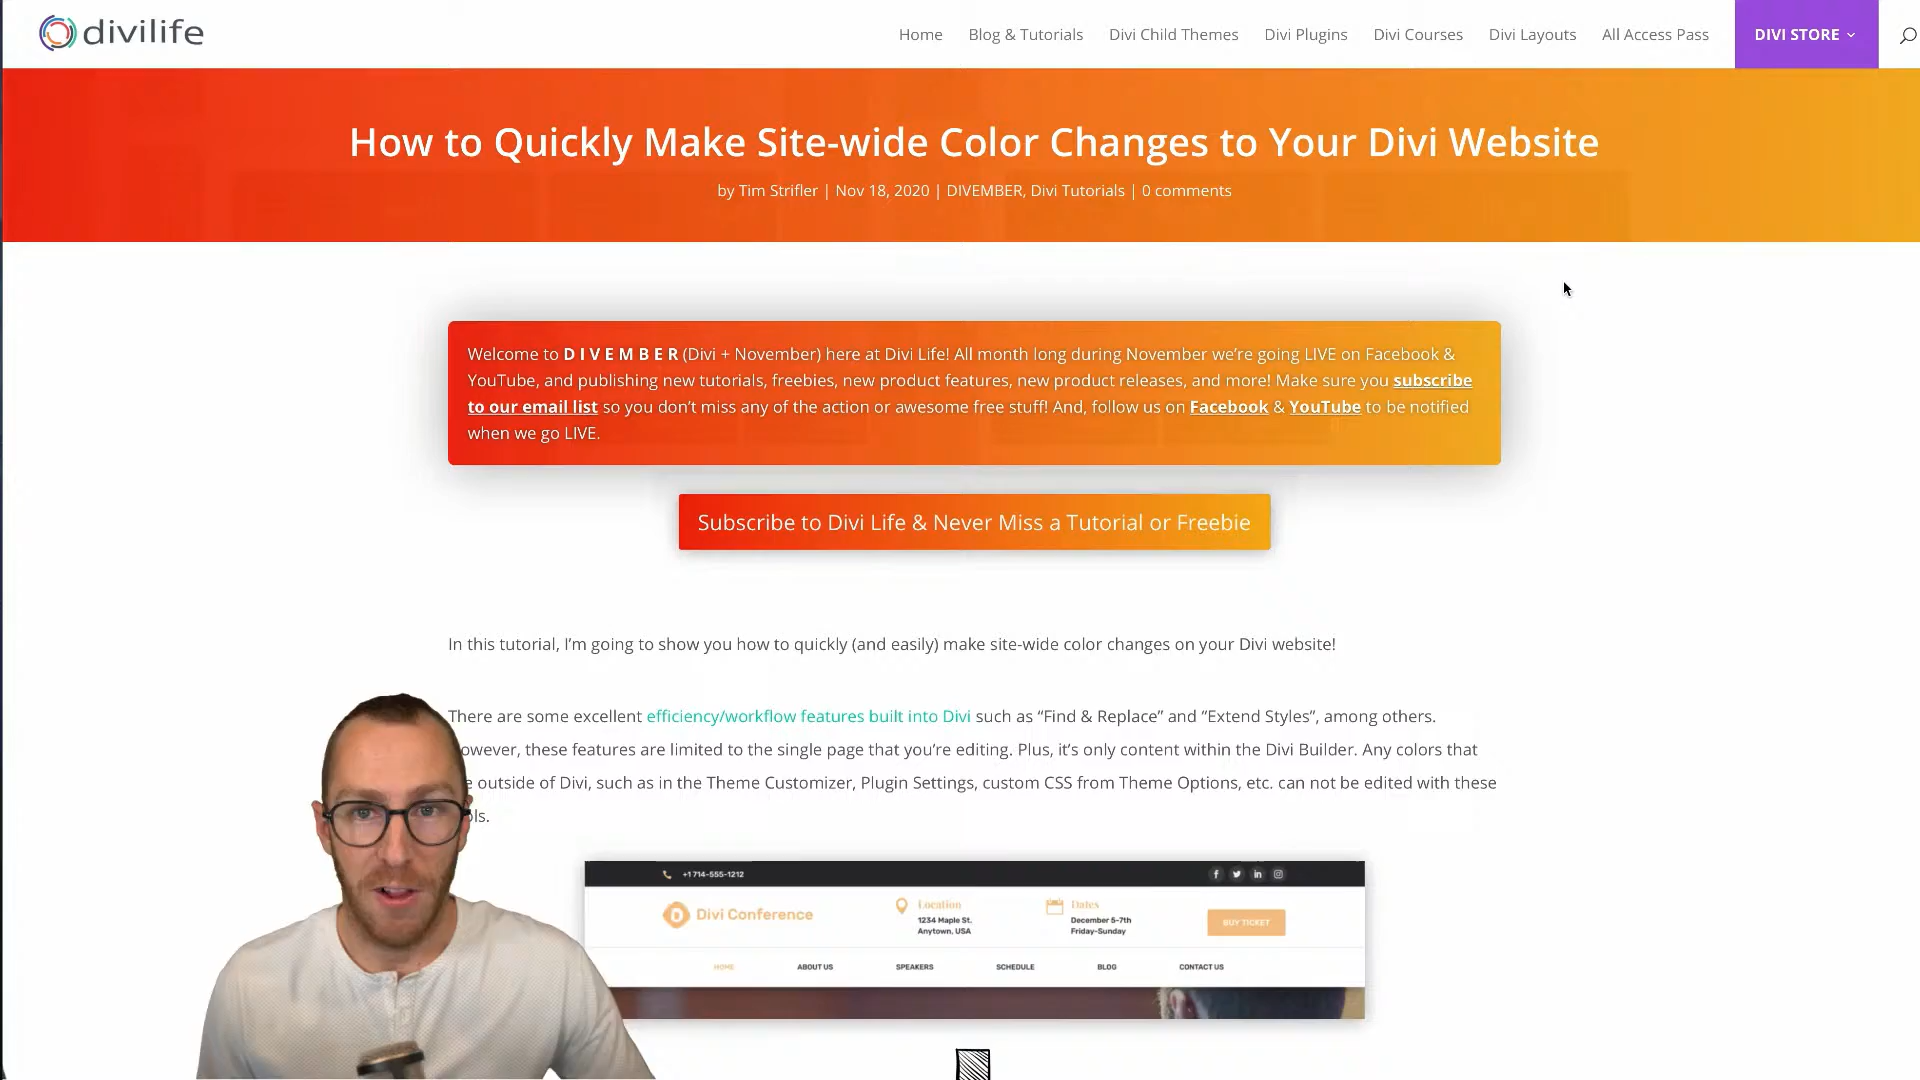 divilife
Home Blog & Tutorials Divi Child Themes Divi Plugins Divi Courses Divi Layouts All Access Pass DIVI STORE
How to Quickly Make Site-wide Color Changes to Your Divi Website
by Tim Strifler | Nov 18, 2020 | DIVEMBER, Divi Tutorials | 0 comments
Welcome to D I V E M B E R (Divi + November) here at Divi Life! All month long during November we’re going LIVE on Facebook &
YouTube, and publishing new tutorials, freebies, new product features, new product releases, and more! Make sure you subscribe
to our email list so you don’t miss any of the action or awesome free stuff! And, follow us on Facebook & YouTube to be notified
when we go LIVE.
Subscribe to Divi Life & Never Miss a Tutorial or Freebie
In this tutorial, I’m going to show you how to quickly (and easily) make site-wide color changes on your Divi website!
There are some excellent efficiency/workflow features built into Divi such as “Find & Replace” and “Extend Styles”, among others.
owever, these features are limited to the single page that you’re editing. Plus, it’s only content within the Divi Builder. Any colors that
e outside of Divi, such as in the Theme Customizer, Plugin Settings, custom CSS from Theme Options, etc. can not be edited with these
ols.
+1 714-555-1212
Divi Conference
Location
1234 Maple St.
Anytown, USA
Dates
December 5-7th
Friday-Sunday
BUY TICKET
HOME ABOUT US SPEAKERS SCHEDULE BLOG CONTACT US